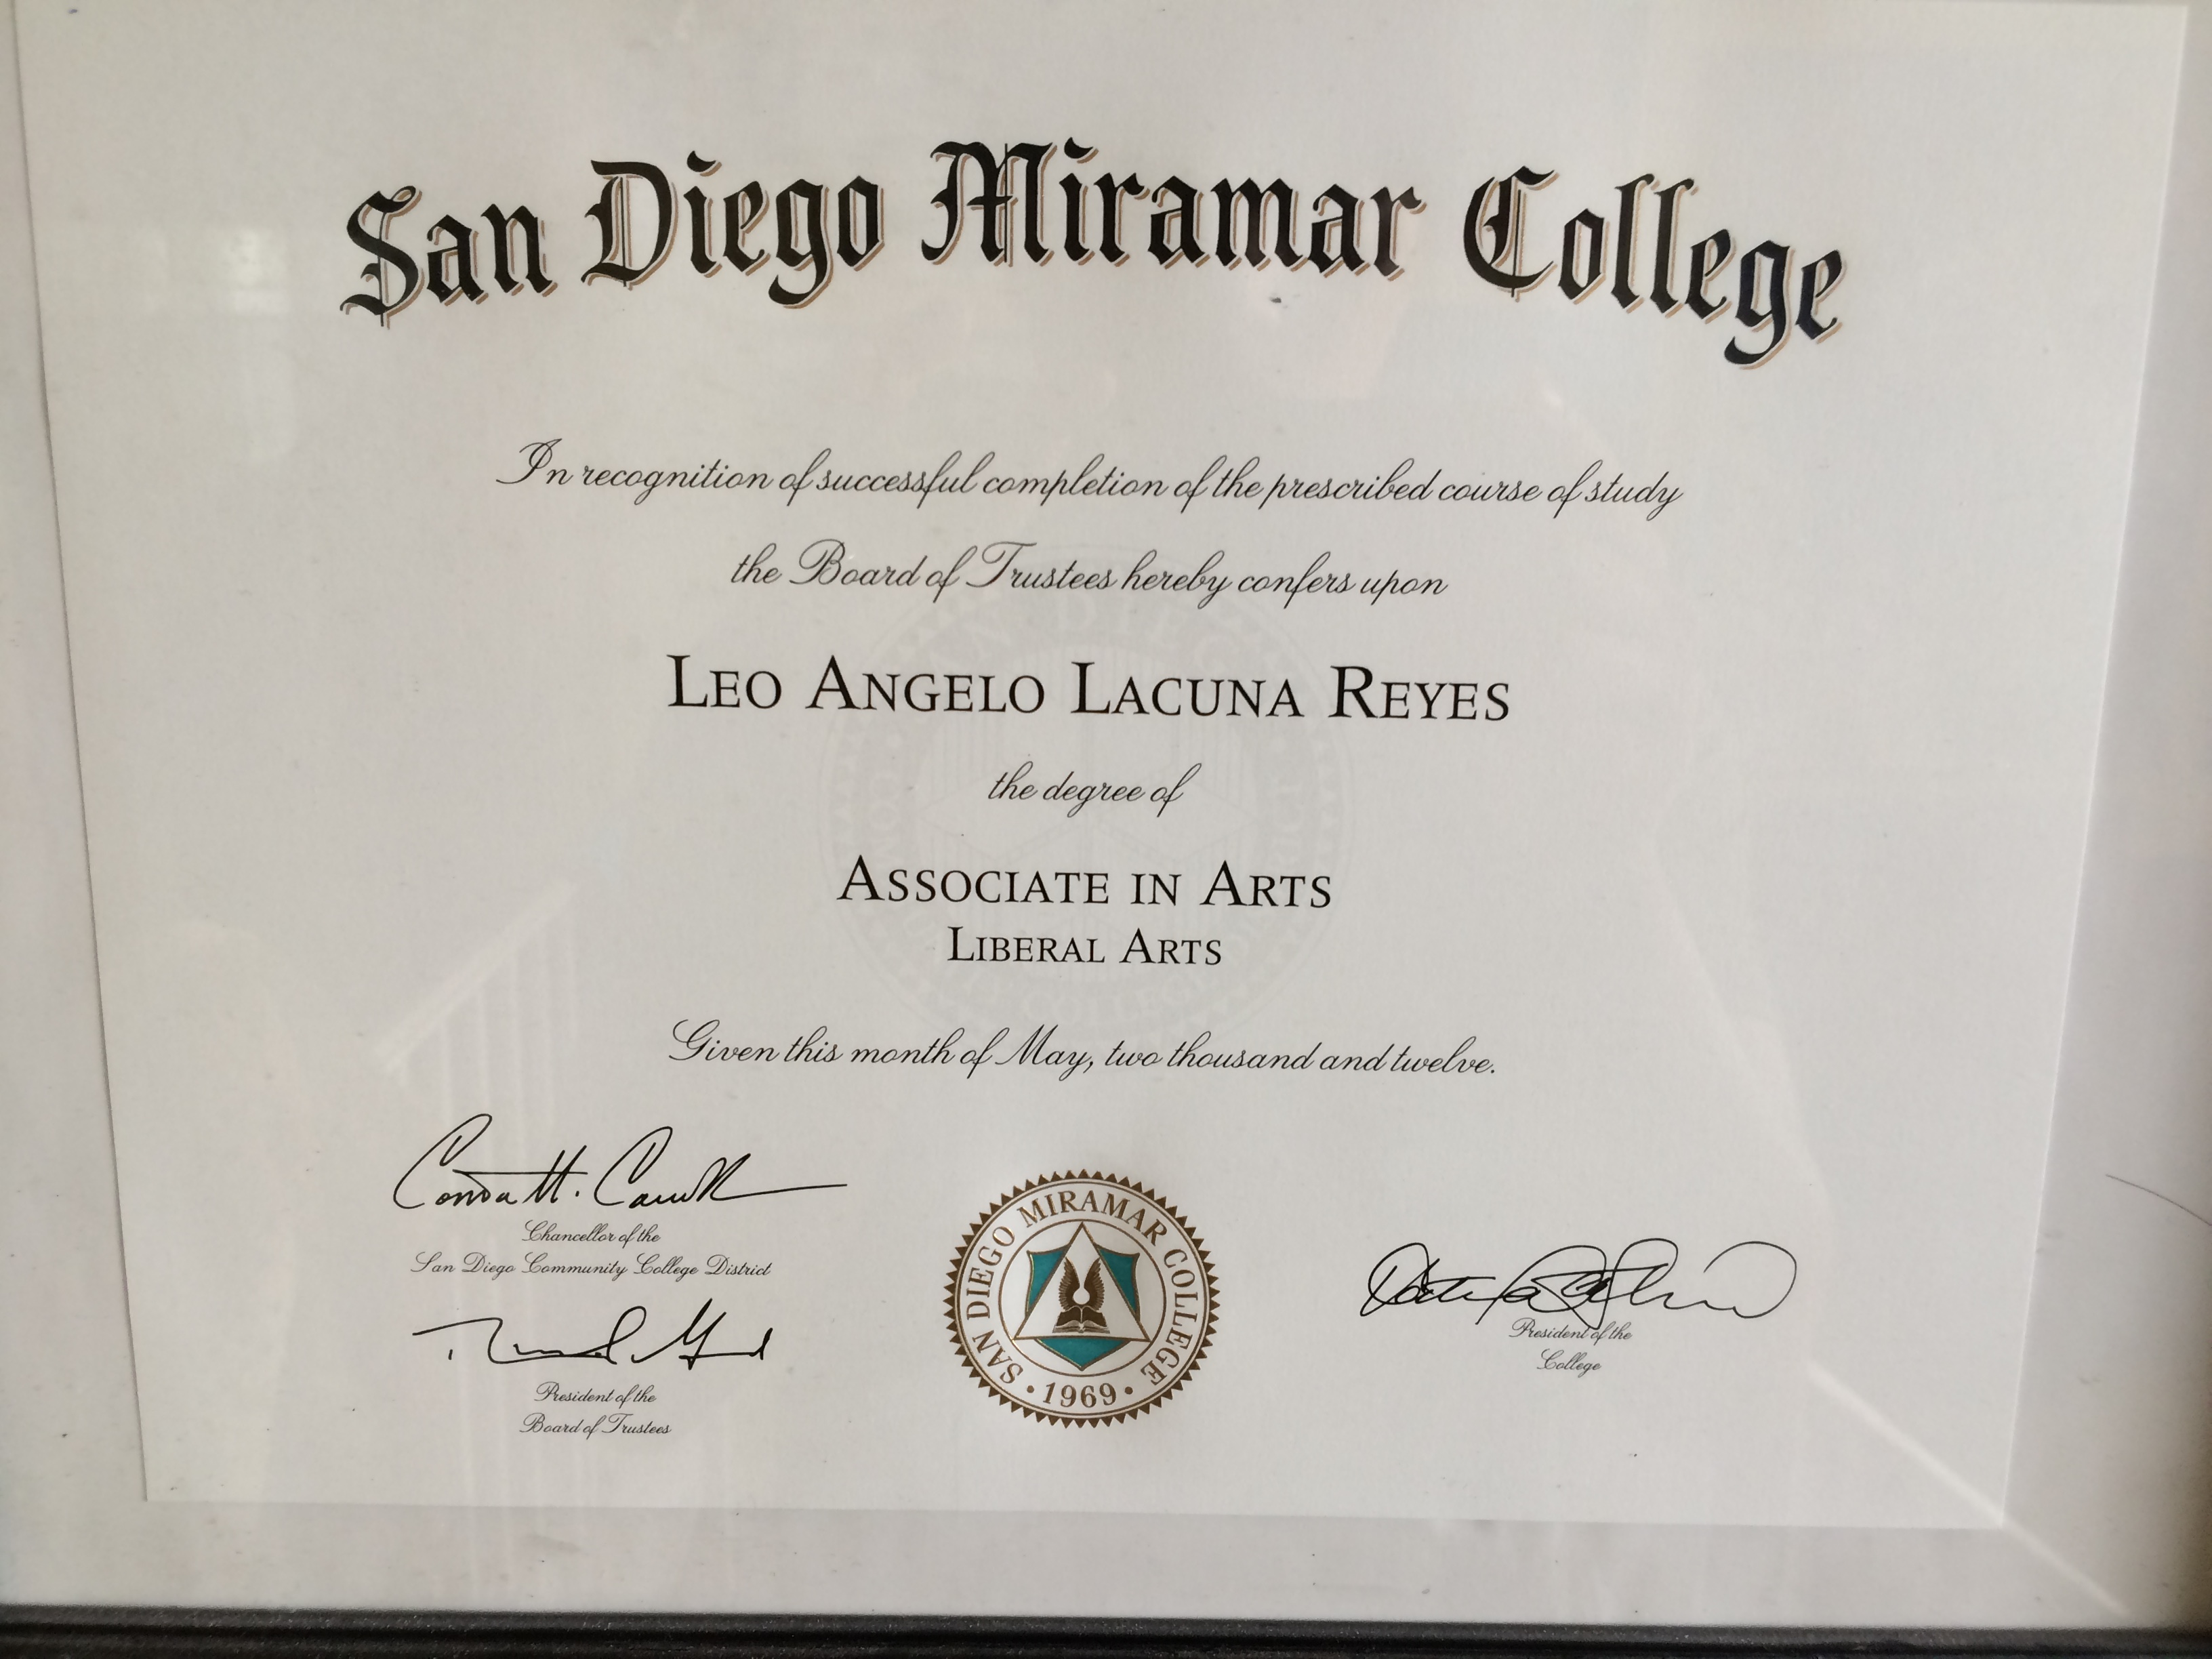 San Diego Miramar College
In recognition of successful completion of the prescribed course of study
the Board of Trustees hereby confers upon
LEO ANGELO LACUNA REYES
the degree of
ASSOCIATE IN ARTS
LIBERAL ARTS
Given this month of May, two thousand and twelve.
Chancellor of the
San Diego Community College District
President of the
Board of Trustees
SAN DIEGO MIRAMAR COLLEGE
· 1969 ·
President of the
College